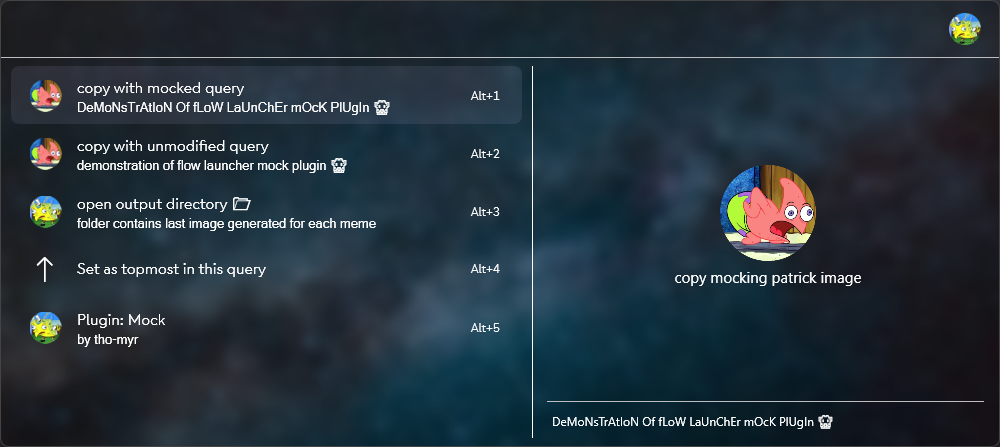 copy with mocked query
DeMoNsTrAtIoN Of fLoW LaUnChEr mOcK PlUgIn
Alt+1
copy with unmodified query
demonstration of flow launcher mock plugin
Alt+2
open output directory
folder contains last image generated for each meme
Alt+3
Set as topmost in this query
Alt+4
Plugin: Mock
by tho-myr
Alt+5
copy mocking patrick image
DeMoNsTrAtIoN Of fLoW LaUnChEr mOcK PlUgIn